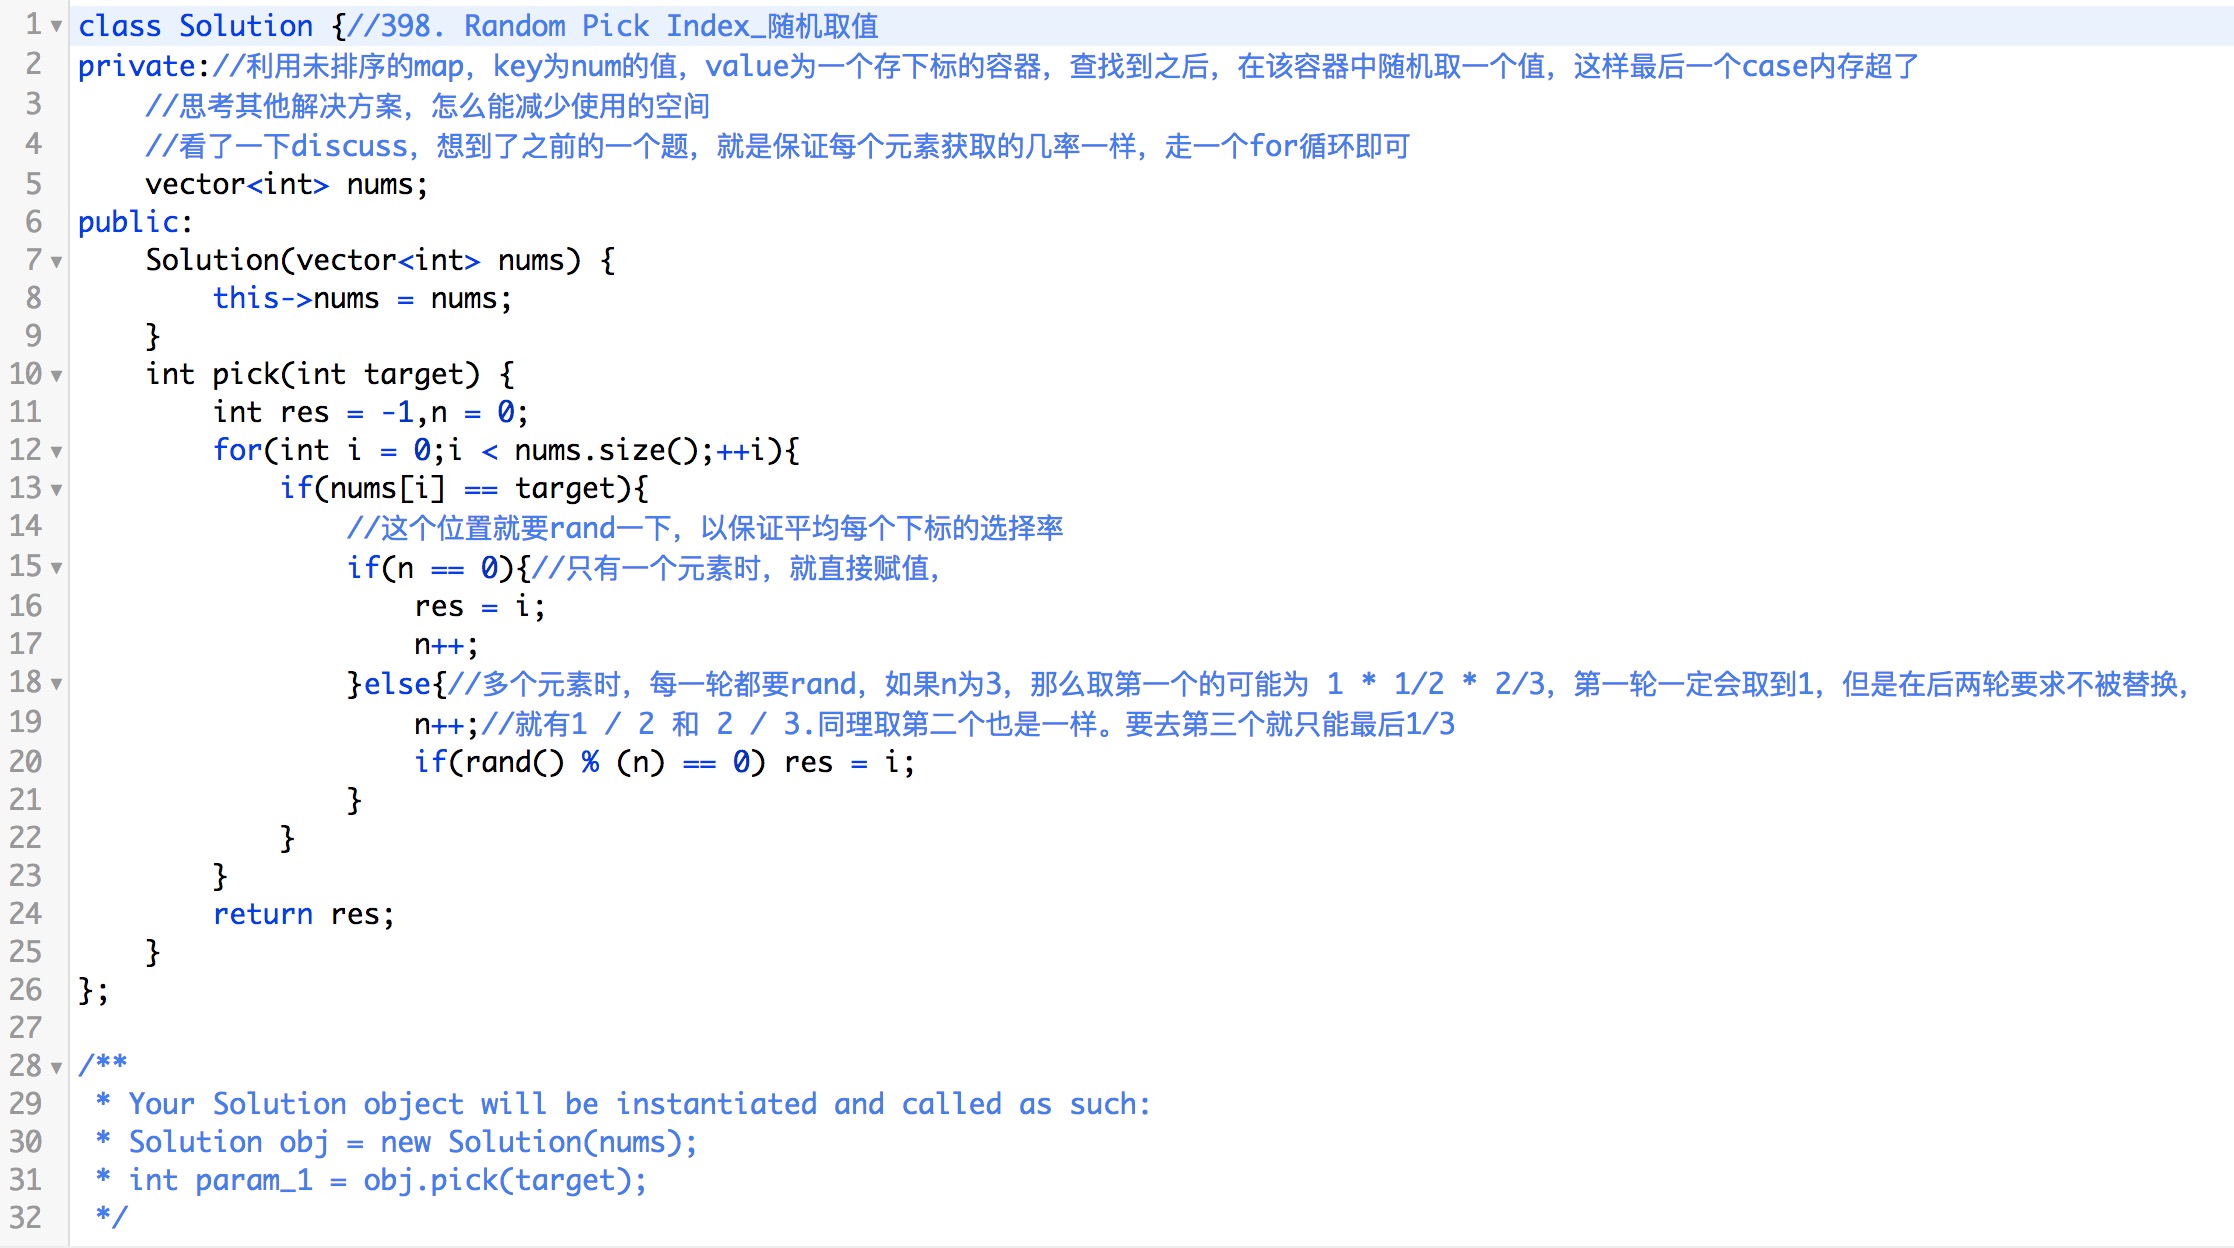 1 class Solution {//398. Random Pick Index_随机取值
2 private://利用未排序的map，key为num的值，value为一个存下标的容器，查找到之后，在该容器中随机取一个值，这样最后一个case内存超了
3     //思考其他解决方案，怎么能减少使用的空间
4     //看了一下discuss，想到了之前的一个题，就是保证每个元素获取的几率一样，走一个for循环即可
5     vector<int> nums;
6 public:
7     Solution(vector<int> nums) {
8         this->nums = nums;
9     }
10     int pick(int target) {
11         int res = -1,n = 0;
12         for(int i = 0;i < nums.size();++i){
13             if(nums[i] == target){
14                 //这个位置就要rand一下，以保证平均每个下标的选择率
15                 if(n == 0){//只有一个元素时，就直接赋值，
16                     res = i;
17                     n++;
18                 }else{//多个元素时，每一轮都要rand，如果n为3，那么取第一个的可能为 1 * 1/2 * 2/3，第一轮一定会取到1，但是在后两轮要求不被替换，
19                     n++;//就有1 / 2 和 2 / 3.同理取第二个也是一样。要去第三个就只能最后1/3
20                     if(rand() % (n) == 0) res = i;
21                 }
22             }
23         }
24         return res;
25     }
26 };
27
28 /**
29  * Your Solution object will be instantiated and called as such:
30  * Solution obj = new Solution(nums);
31  * int param_1 = obj.pick(target);
32  */